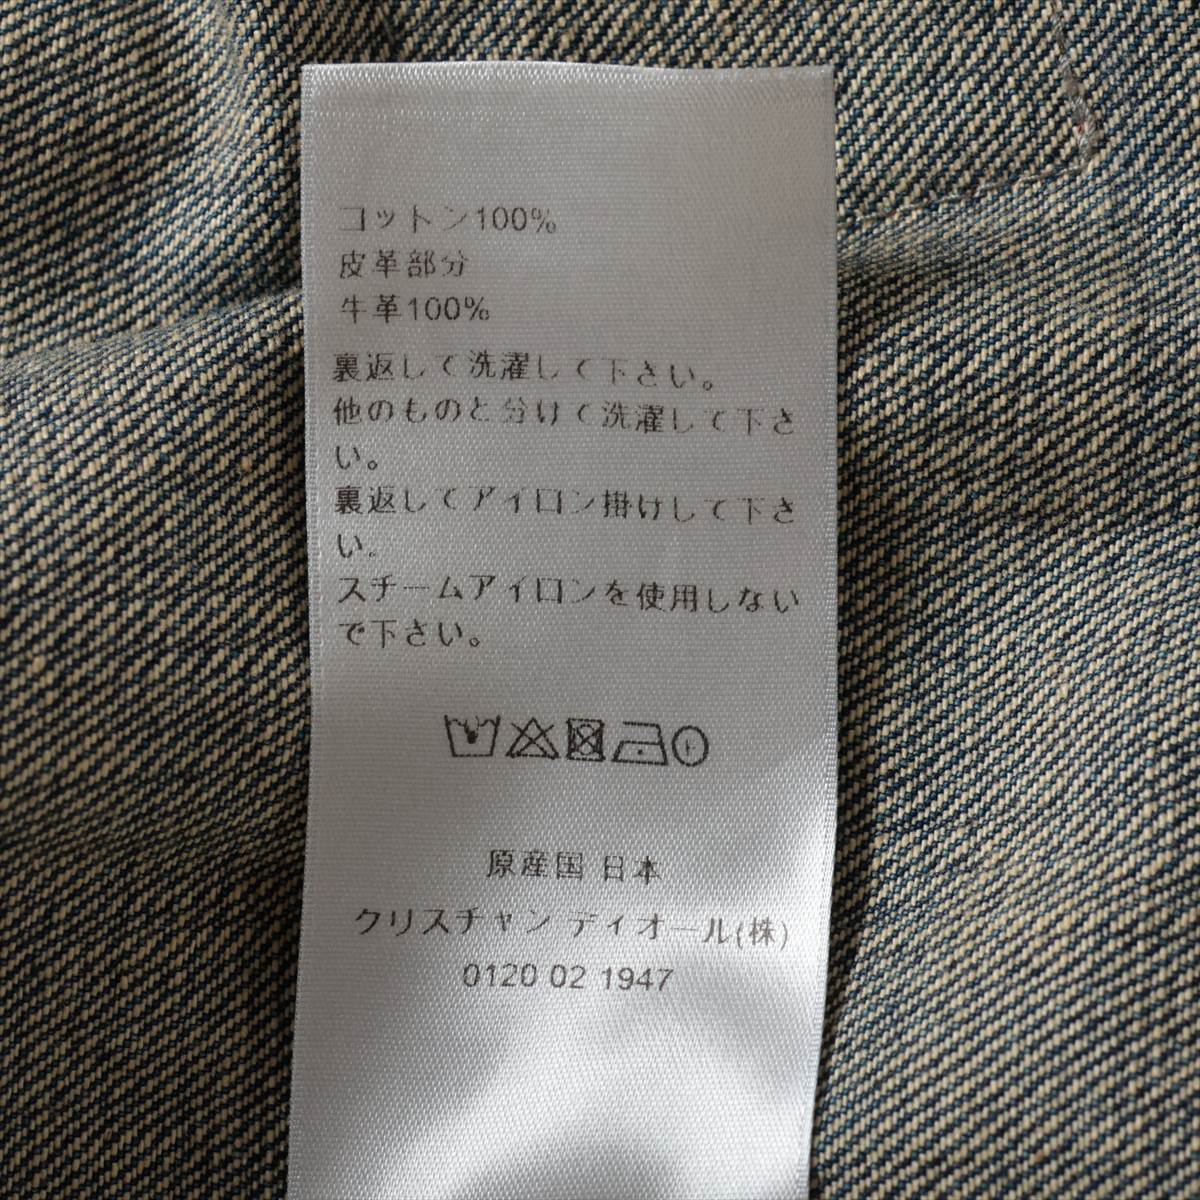 コットン100%
皮革部分
牛革100%
裏返して洗濯して下さい。
他のものと分けて洗濯して下さ
い。
裏返してアイロン掛けして下さ
い。
スチームアイロンを使用しない
で下さい。
原産国 日本
クリスチャン ディオール(株)
0120 02 1947